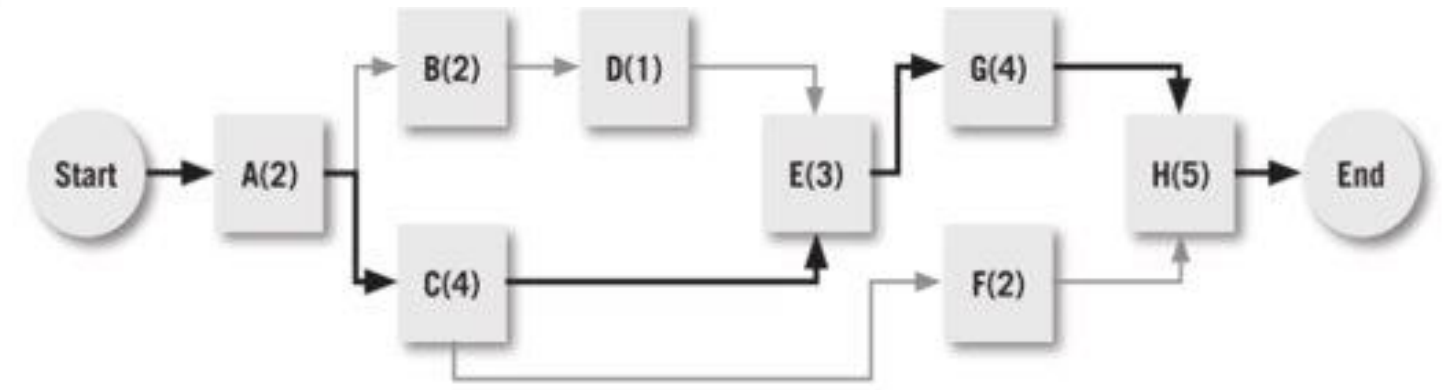 Start
A(2)
B(2)
D(1)
C(4)
E(3)
G(4)
F(2)
H(5)
End